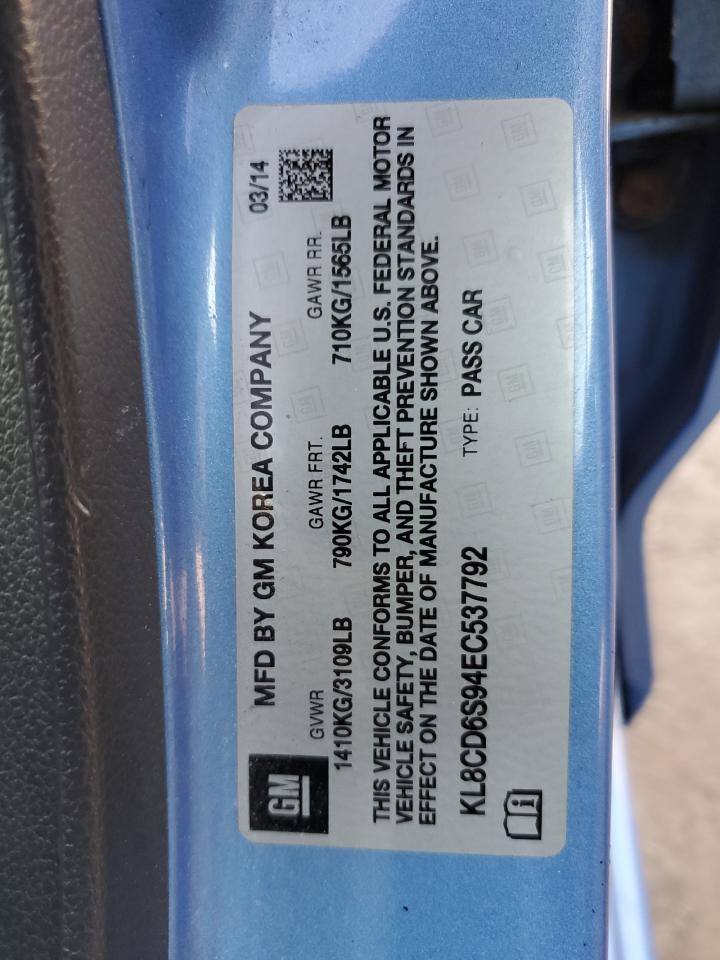 GM
MFD BY GM KOREA COMPANY 03/14
GVWR GAWR FRT. GAWR RR.
1410KG/3109LB 790KG/1742LB 710KG/1565LB
THIS VEHICLE CONFORMS TO ALL APPLICABLE U.S. FEDERAL MOTOR
VEHICLE SAFETY, BUMPER, AND THEFT PREVENTION STANDARDS IN
EFFECT ON THE DATE OF MANUFACTURE SHOWN ABOVE.
KL8CD6S94EC537792 TYPE: PASS CAR